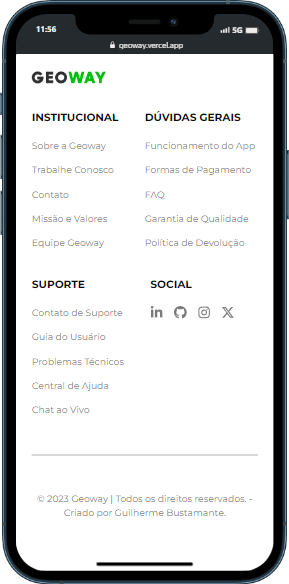 11:56
5G
geoway.vercel.app
GEOWAY
INSTITUCIONAL
Sobre a Geoway
Trabalhe Conosco
Contato
Missão e Valores
Equipe Geoway
DÚVIDAS GERAIS
Funcionamento do App
Formas de Pagamento
FAQ
Garantia de Qualidade
Política de Devolução
SUPORTE
Contato de Suporte
Guia do Usuário
Problemas Técnicos
Central de Ajuda
Chat ao Vivo
SOCIAL
© 2023 Geoway | Todos os direitos reservados. -
Criado por Guilherme Bustamante.